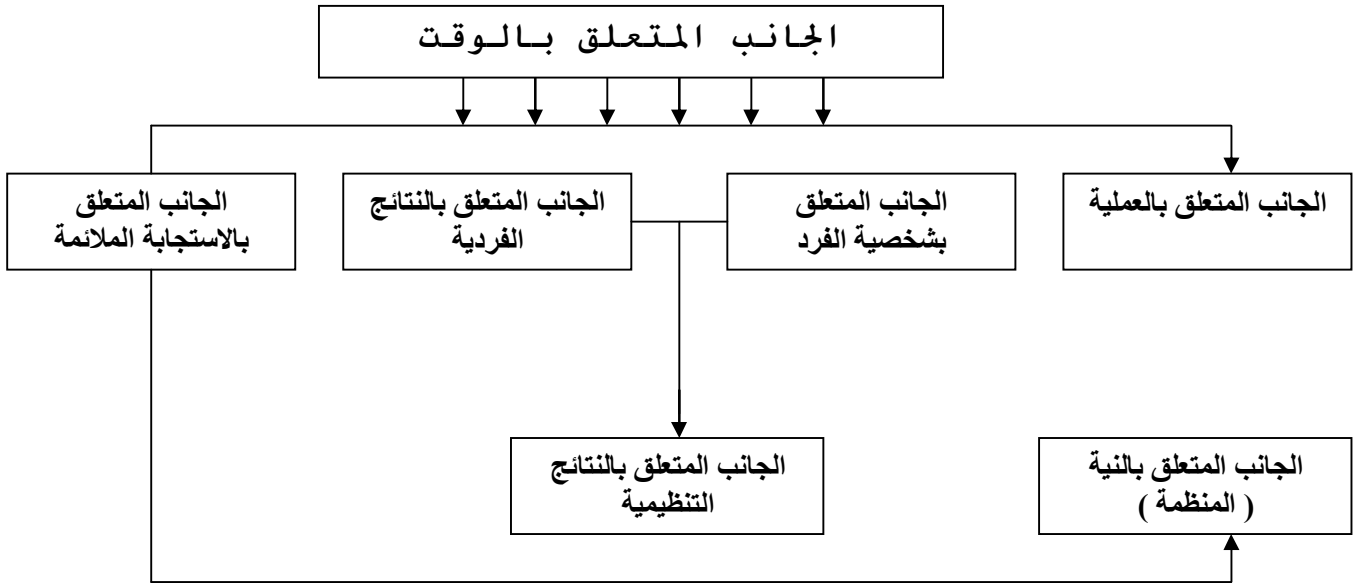 الجانب المتعلق بالوقت
الجانب المتعلق بالعملية
الجانب المتعلق
بشخصية الفرد
الجانب المتعلق بالنتائج
الفردية
الجانب المتعلق
بالاستجابة الملائمة
الجانب المتعلق بالنية
( المنظمة )
الجانب المتعلق بالنتائج
التنظيمية